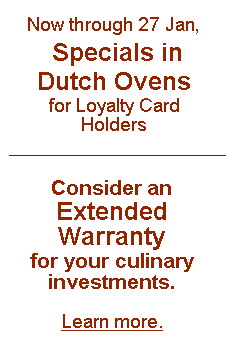 Now through 27 Jan,
Specials in
Dutch Ovens
for Loyalty Card
Holders
Consider an
Extended
Warranty
for your culinary
investments.
Learn more.